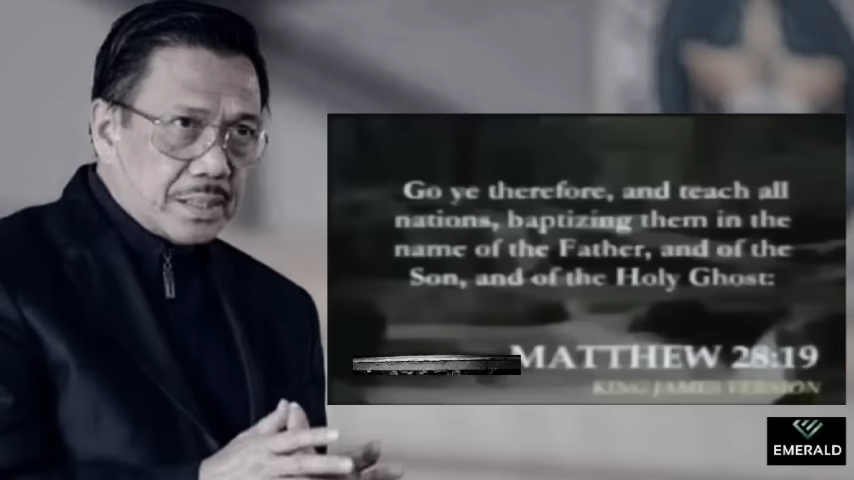 Go ye therefore, and teach all
nations, baptizing them in the
name of the Father, and of the
Son, and of the Holy Ghost:
MATTHEW 28:19
KING JAMES VERSION
EMERALD